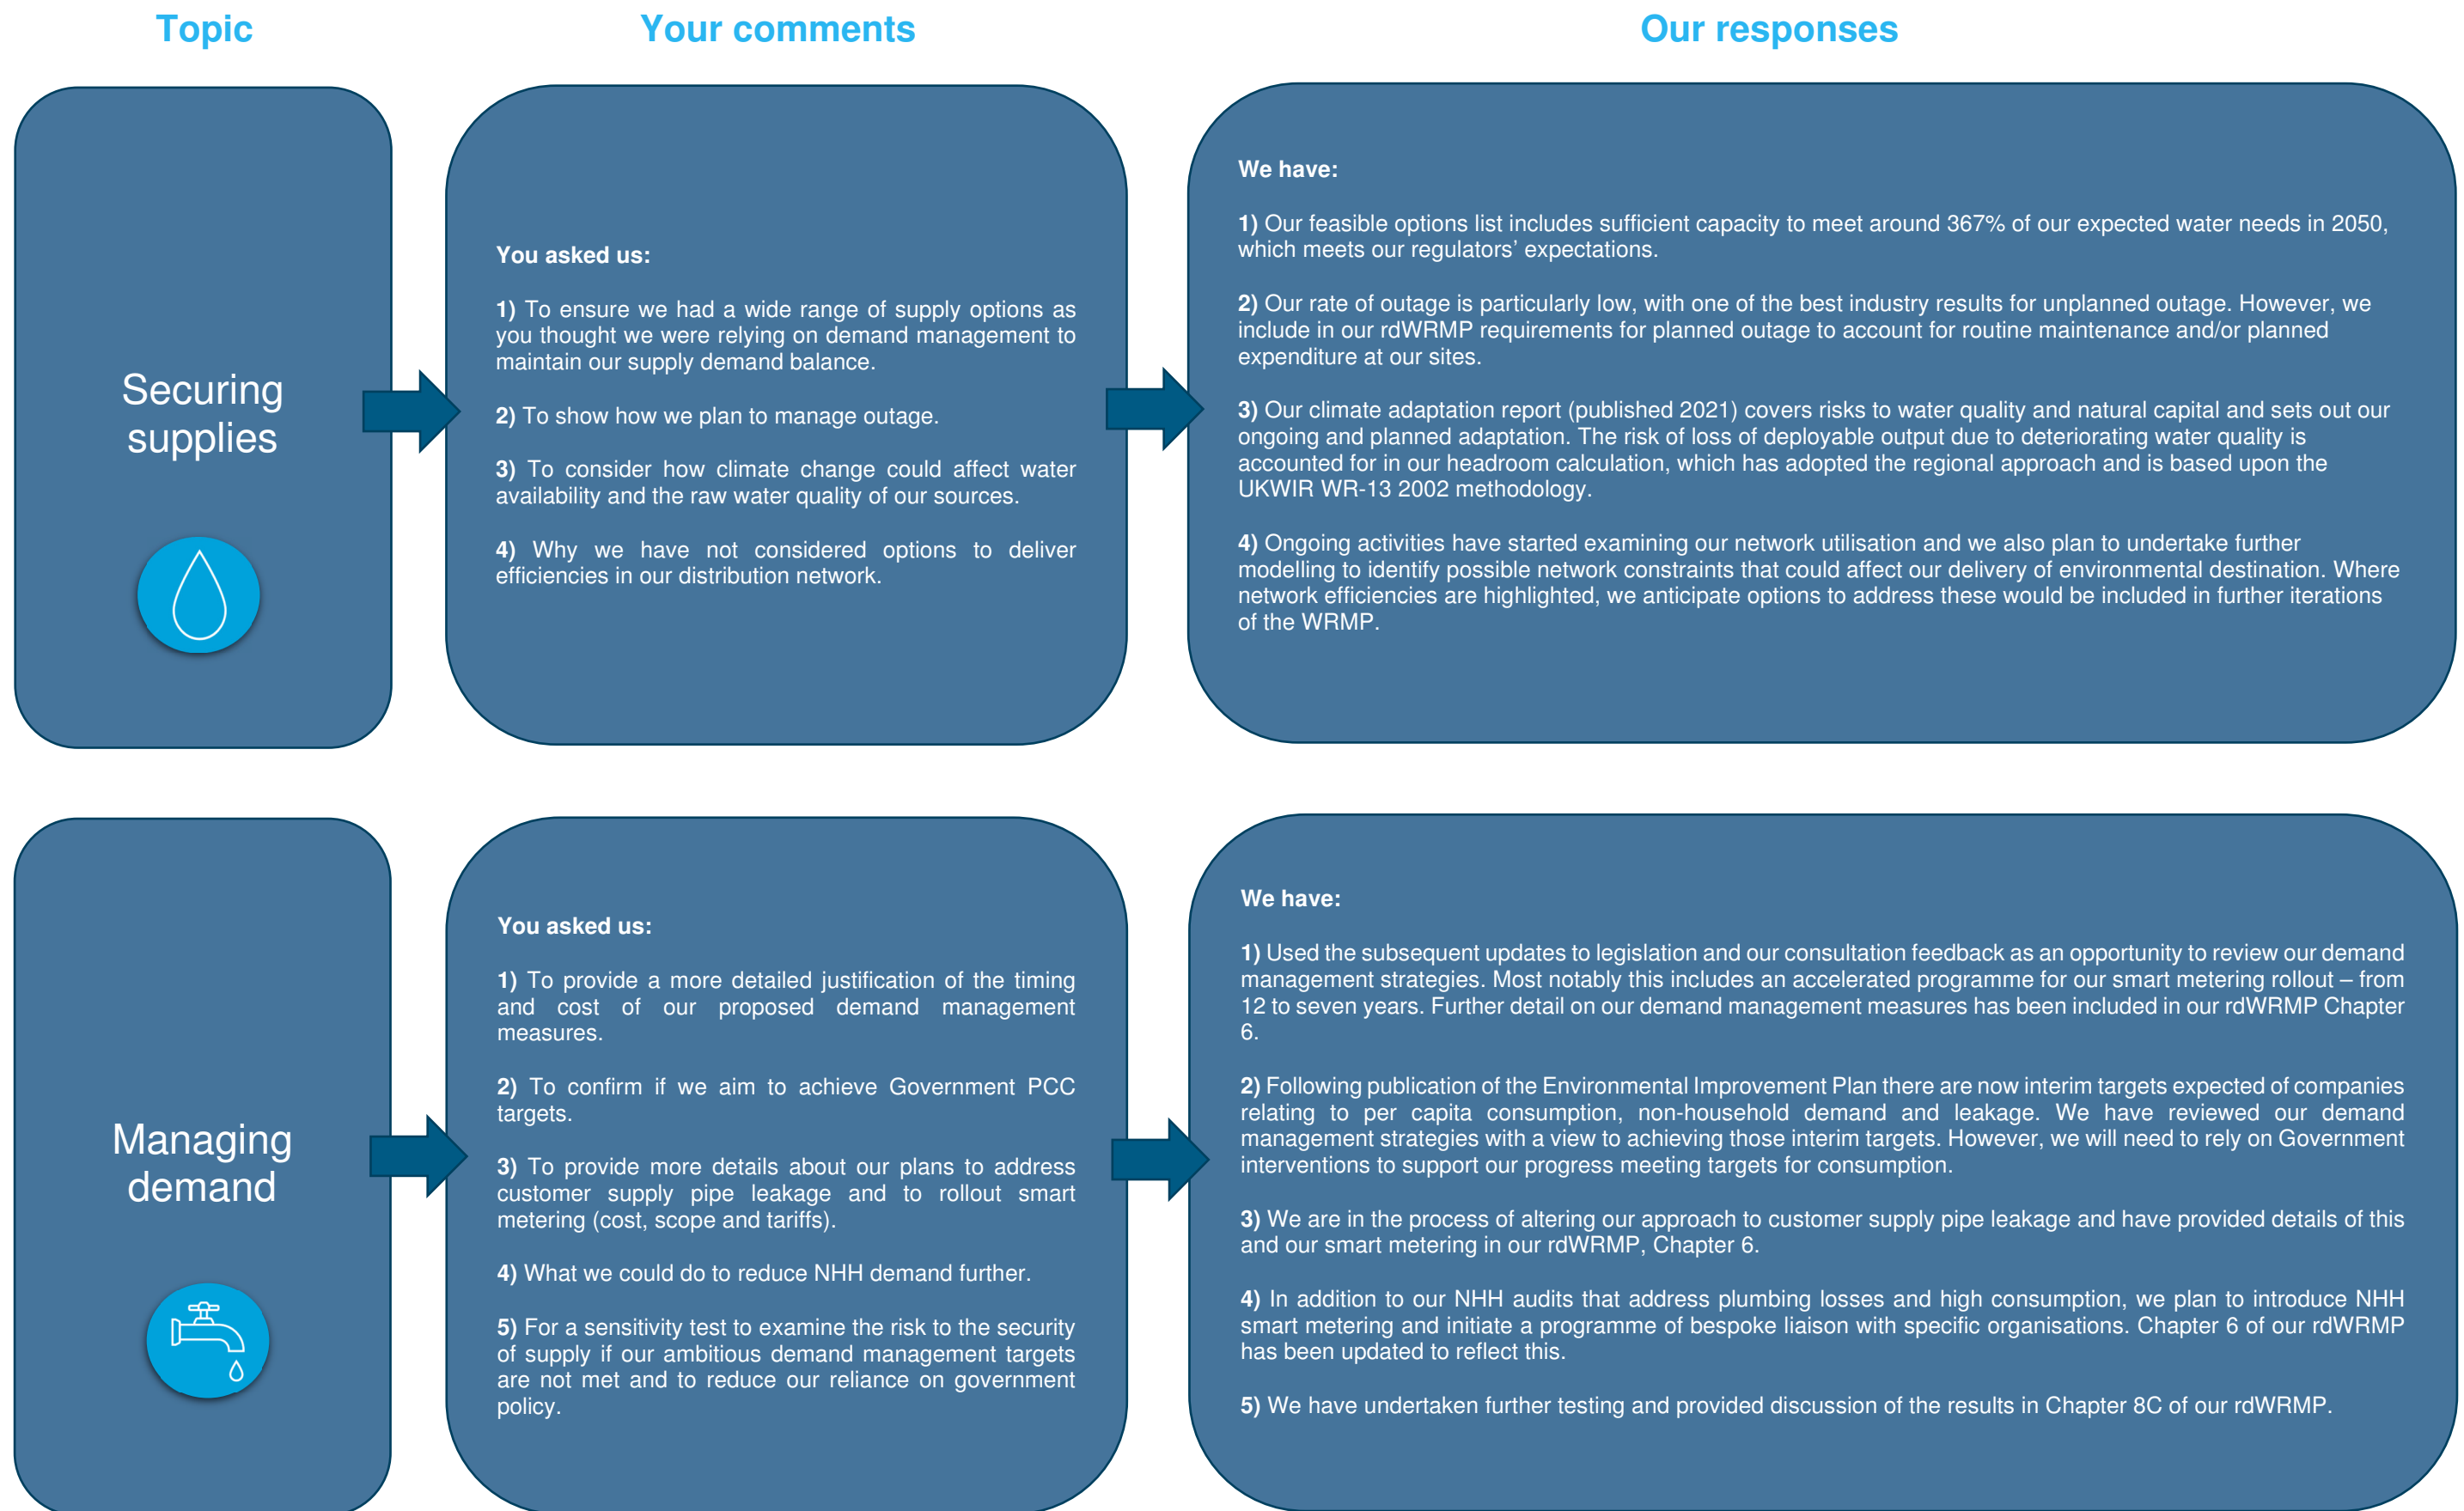 Topic
Your comments
Our responses
Securing
supplies
You asked us:
1) To ensure we had a wide range of supply options as
you thought we were relying on demand management to
maintain our supply demand balance.
2) To show how we plan to manage outage.
3) To consider how climate change could affect water
availability and the raw water quality of our sources.
4) Why we have not considered options to deliver
efficiencies in our distribution network.
We have:
1) Our feasible options list includes sufficient capacity to meet around 367% of our expected water needs in 2050,
which meets our regulators’ expectations.
2) Our rate of outage is particularly low, with one of the best industry results for unplanned outage. However, we
include in our rdWRMP requirements for planned outage to account for routine maintenance and/or planned
expenditure at our sites.
3) Our climate adaptation report (published 2021) covers risks to water quality and natural capital and sets out our
ongoing and planned adaptation. The risk of loss of deployable output due to deteriorating water quality is
accounted for in our headroom calculation, which has adopted the regional approach and is based upon the
UKWIR WR-13 2002 methodology.
4) Ongoing activities have started examining our network utilisation and we also plan to undertake further
modelling to identify possible network constraints that could affect our delivery of environmental destination. Where
network efficiencies are highlighted, we anticipate options to address these would be included in further iterations
of the WRMP.
Managing
demand
You asked us:
1) To provide a more detailed justification of the timing
and cost of our proposed demand management
measures.
2) To confirm if we aim to achieve Government PCC
targets.
3) To provide more details about our plans to address
customer supply pipe leakage and to rollout smart
metering (cost, scope and tariffs).
4) What we could do to reduce NHH demand further.
5) For a sensitivity test to examine the risk to the security
of supply if our ambitious demand management targets
are not met and to reduce our reliance on government
policy.
We have:
1) Used the subsequent updates to legislation and our consultation feedback as an opportunity to review our demand
management strategies. Most notably this includes an accelerated programme for our smart metering rollout – from
12 to seven years. Further detail on our demand management measures has been included in our rdWRMP Chapter
6.
2) Following publication of the Environmental Improvement Plan there are now interim targets expected of companies
relating to per capita consumption, non-household demand and leakage. We have reviewed our demand
management strategies with a view to achieving those interim targets. However, we will need to rely on Government
interventions to support our progress meeting targets for consumption.
3) We are in the process of altering our approach to customer supply pipe leakage and have provided details of this
and our smart metering in our rdWRMP, Chapter 6.
4) In addition to our NHH audits that address plumbing losses and high consumption, we plan to introduce NHH
smart metering and initiate a programme of bespoke liaison with specific organisations. Chapter 6 of our rdWRMP
has been updated to reflect this.
5) We have undertaken further testing and provided discussion of the results in Chapter 8C of our rdWRMP.